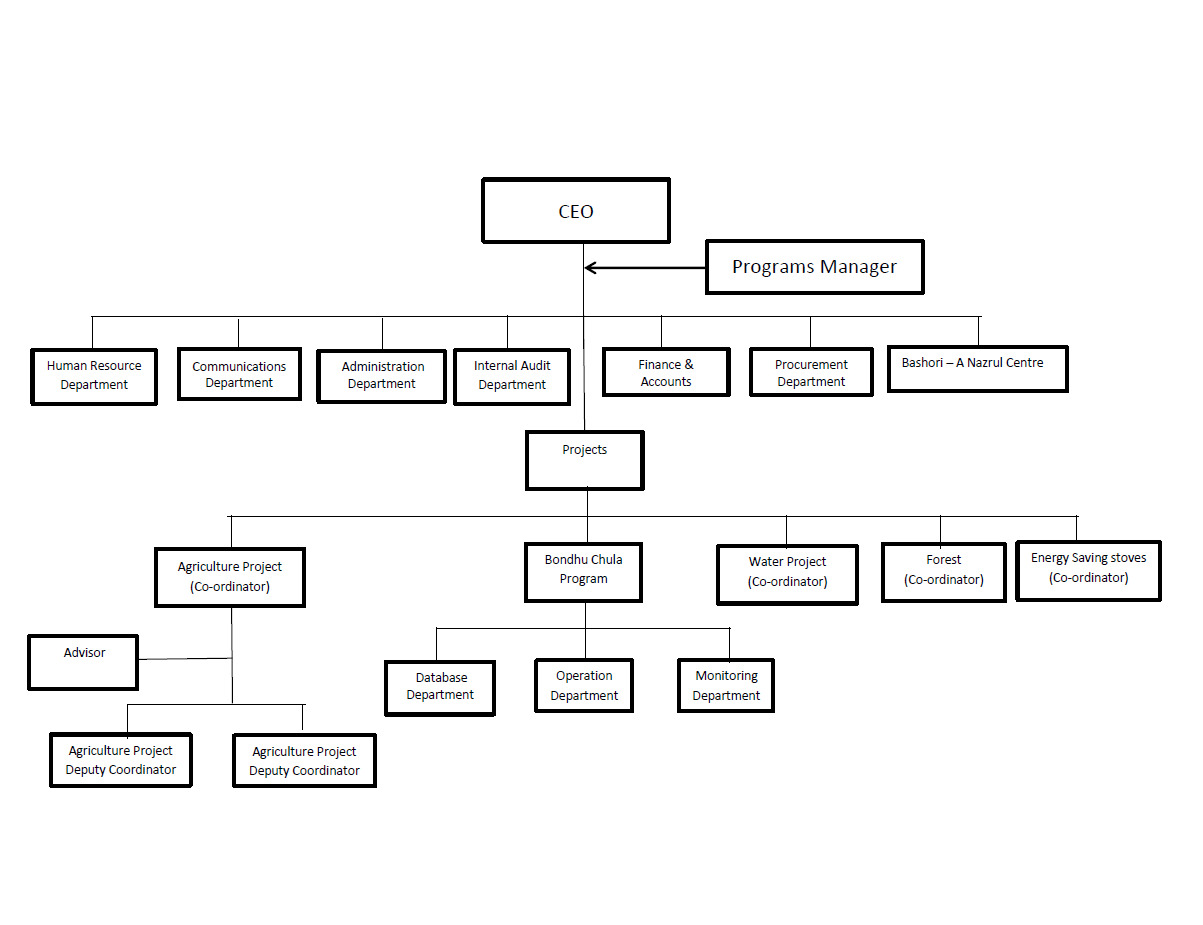 CEO
Programs Manager
Human Resource
Department
Communications
Department
Administration
Department
Internal Audit
Department
Finance &
Accounts
Procurement
Department
Bashori – A Nazrul Centre
Projects
Agriculture Project
(Co-ordinator)
Bondhu Chula
Program
Water Project
(Co-ordinator)
Forest
(Co-ordinator)
Energy Saving stoves
(Co-ordinator)
Advisor
Database
Department
Operation
Department
Monitoring
Department
Agriculture Project
Deputy Coordinator
Agriculture Project
Deputy Coordinator